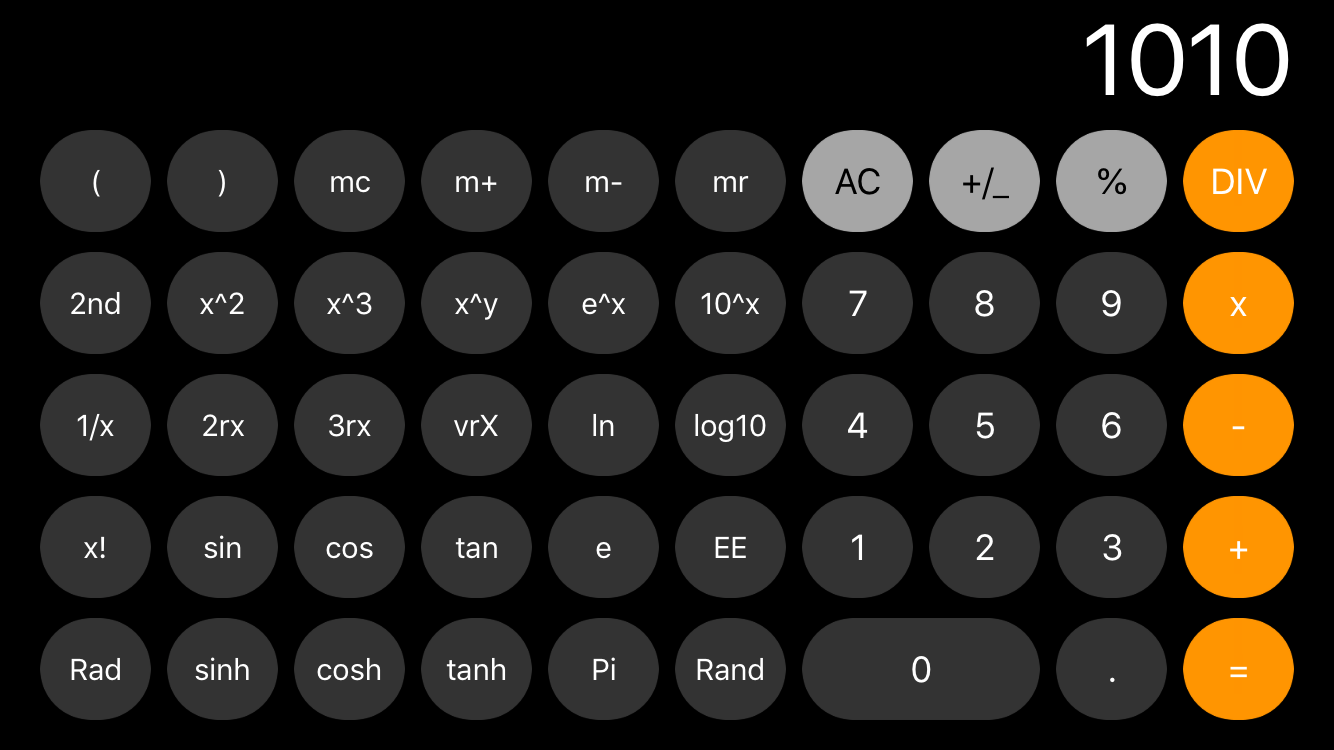 1010
( ) mc m+ m- mr AC +/_ % DIV
2nd x^2 x^3 x^y e^x 10^x 7 8 9 x
1/x 2rx 3rx vrX ln log10 4 5 6 -
x! sin cos tan e EE 1 2 3 +
Rad sinh cosh tanh Pi Rand 0 . =